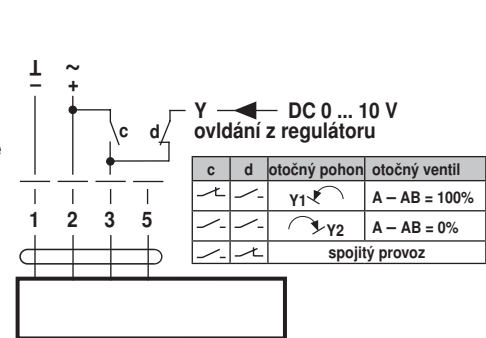 ⊥ ~
– +
c d
Y DC 0 ... 10 V
ovldání z regulátoru
c d otočný pohon otočný ventil
Y1 A – AB = 100%
Y2 A – AB = 0%
spojitý provoz
1 2 3 5